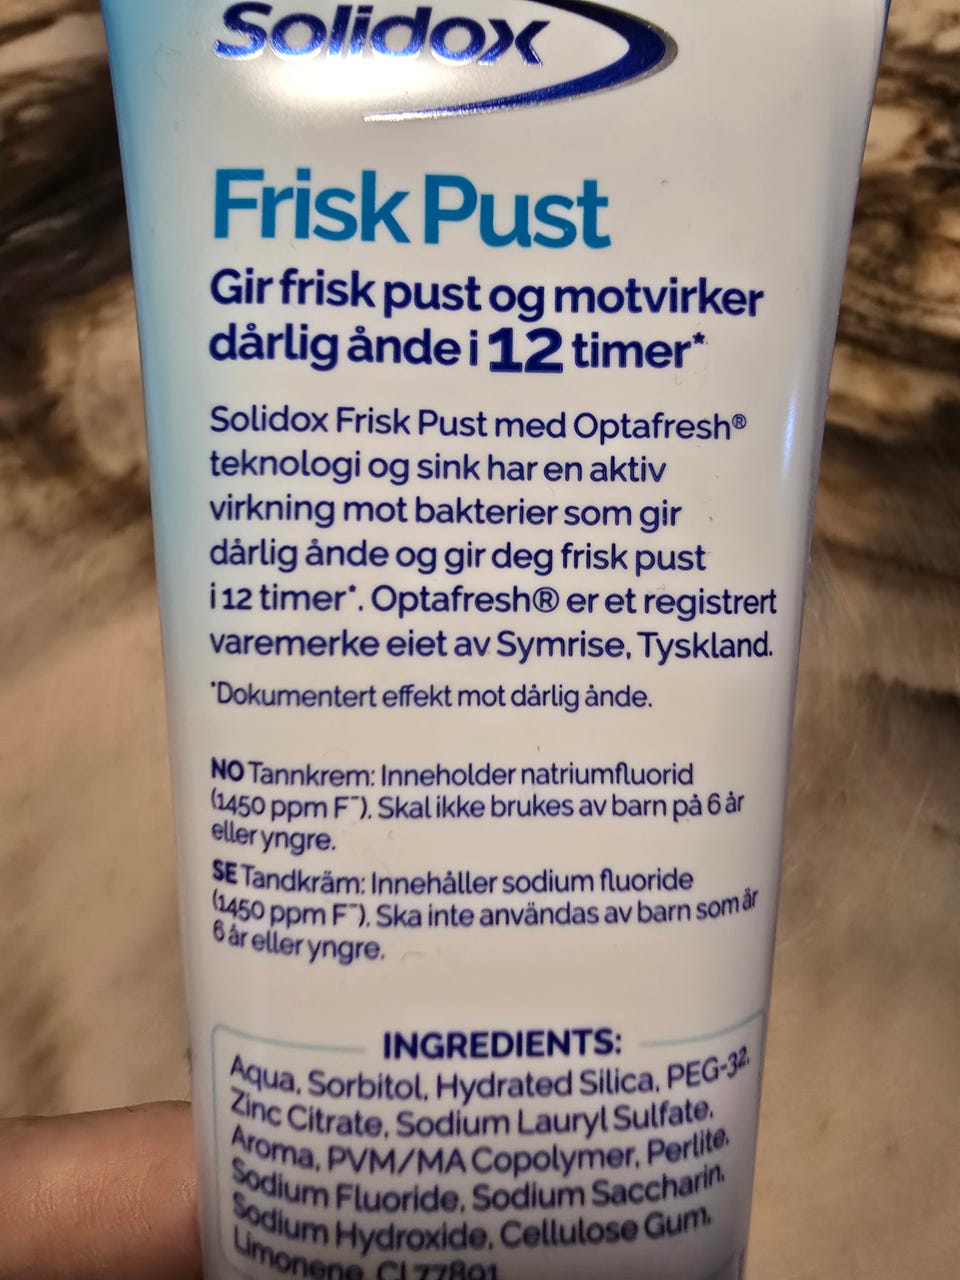 Solidox
Frisk Pust
Gir frisk pust og motvirker
dårlig ånde i 12 timer*
Solidox Frisk Pust med Optafresh®
teknologi og sink har en aktiv
virkning mot bakterier som gir
dårlig ånde og gir deg frisk pust
i 12 timer*. Optafresh® er et registrert
varemerke eiet av Symrise, Tyskland.
*Dokumentert effekt mot dårlig ånde.
NO Tannkrem: Inneholder natriumfluorid
(1450 ppm F⁻). Skal ikke brukes av barn på 6 år
eller yngre.
SE Tandkräm: Innehåller sodium fluoride
(1450 ppm F⁻). Ska inte användas av barn som är
6 år eller yngre.
INGREDIENTS:
Aqua, Sorbitol, Hydrated Silica, PEG-32,
Zinc Citrate, Sodium Lauryl Sulfate,
Aroma, PVM/MA Copolymer, Perlite,
Sodium Fluoride, Sodium Saccharin,
Sodium Hydroxide, Cellulose Gum,
Limonene, CI 77891